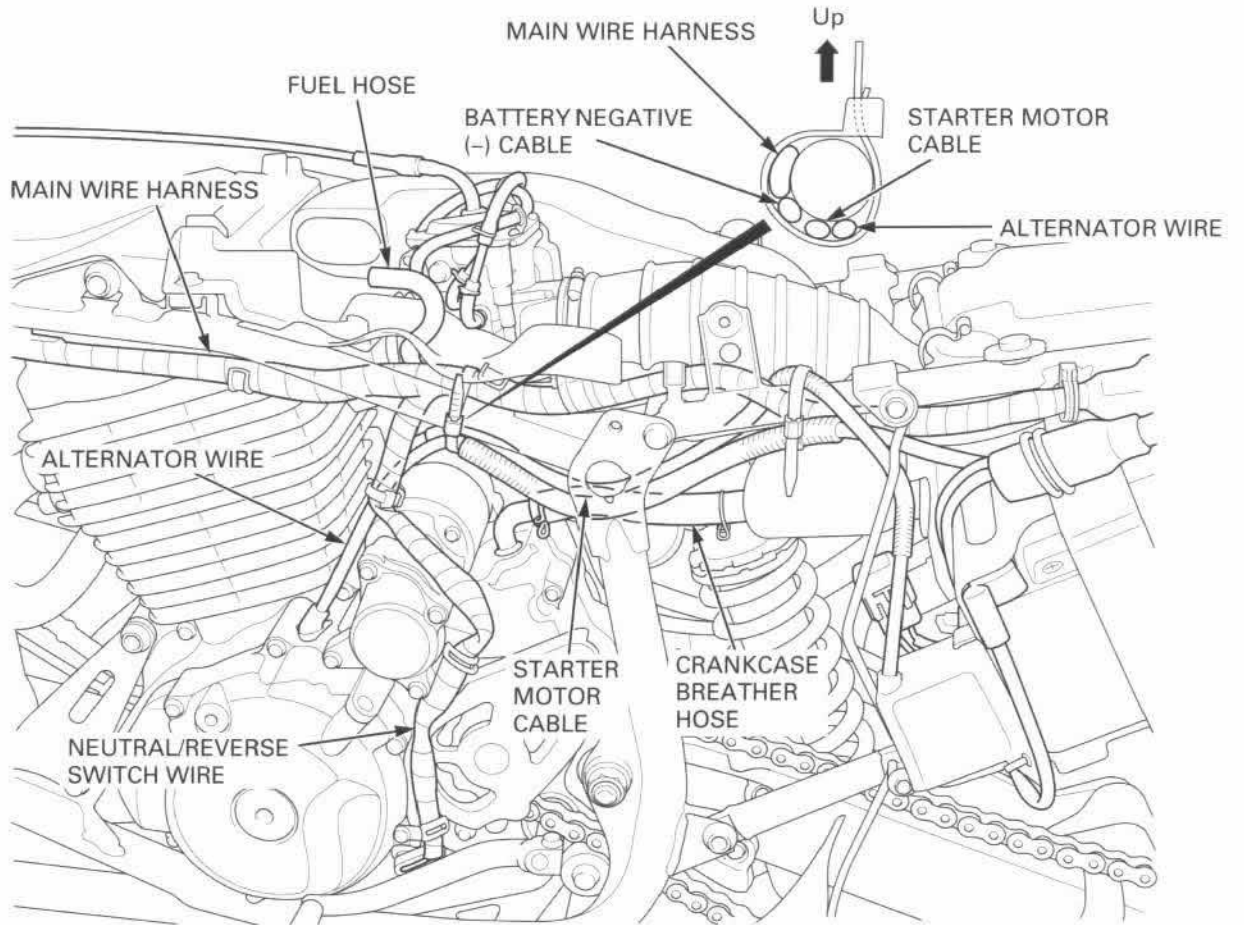 Up
MAIN WIRE HARNESS
FUEL HOSE
BATTERY NEGATIVE
(–) CABLE
STARTER MOTOR
CABLE
MAIN WIRE HARNESS
ALTERNATOR WIRE
ALTERNATOR WIRE
STARTER
MOTOR
CABLE
CRANKCASE
BREATHER
HOSE
NEUTRAL/REVERSE
SWITCH WIRE